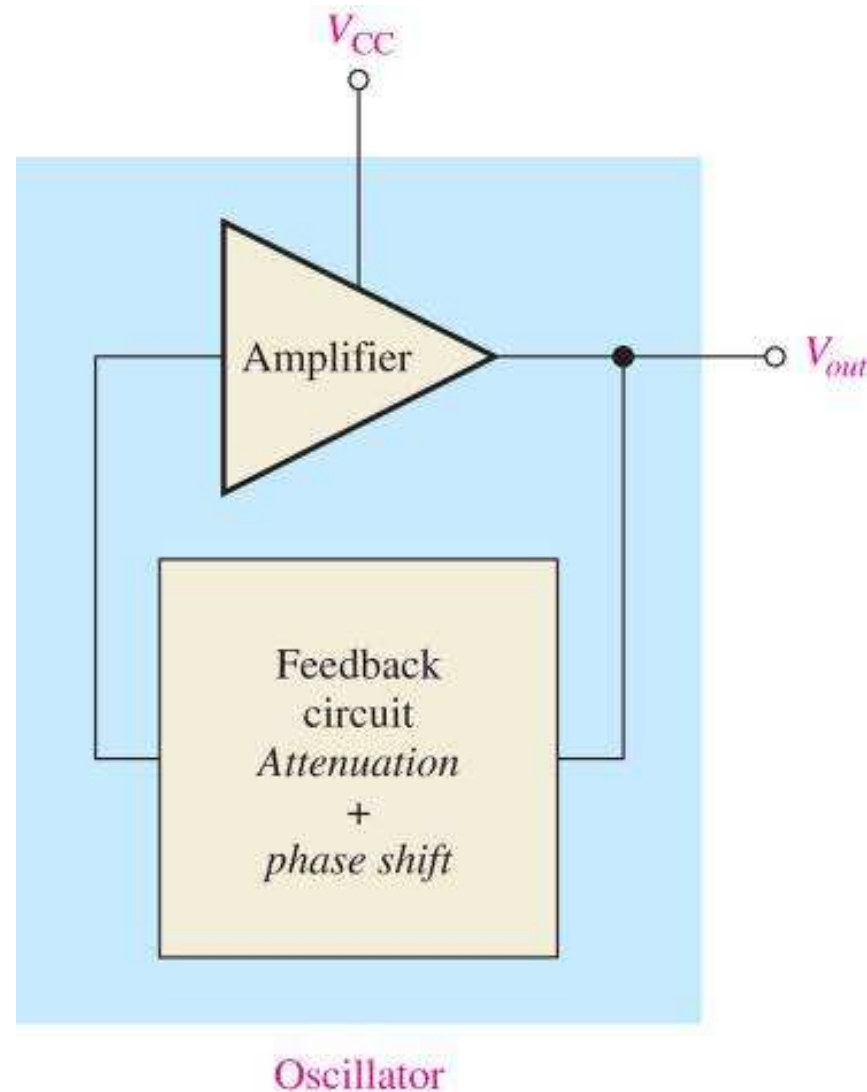 VCC
Amplifier
Vout
Feedback
circuit
Attenuation
+
phase shift
Oscillator